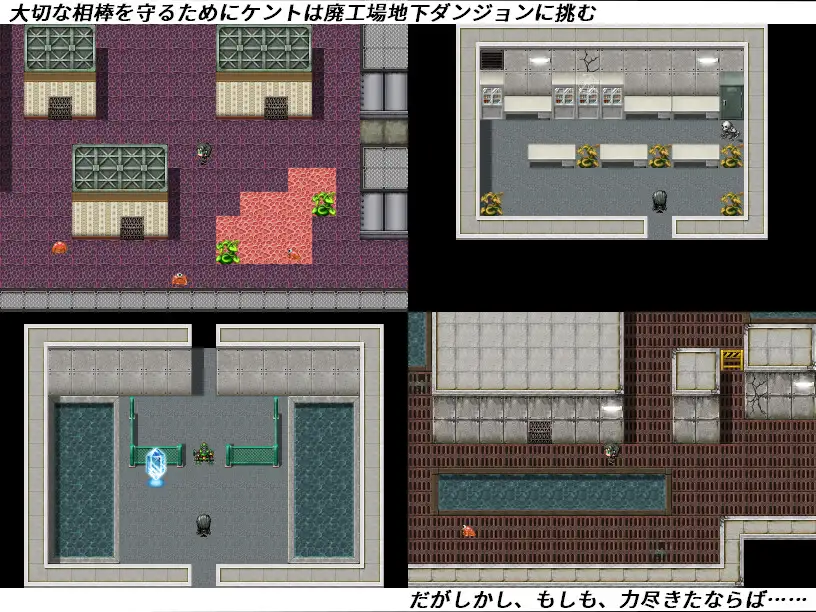 大切な相棒を守るためにケントは廃工場地下ダンジョンに挑む
だがしかし、もしも、力尽きたならば……